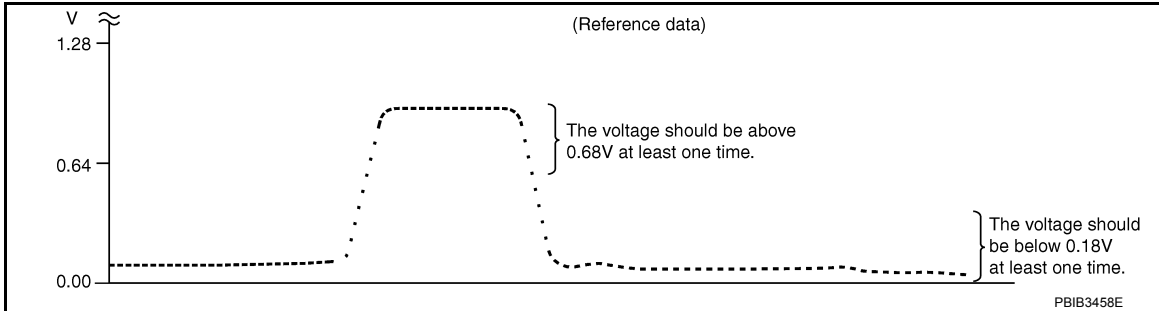 V
(Reference data)
1.28
The voltage should be above
0.68V at least one time.
0.64
The voltage should
be below 0.18V
at least one time.
0.00
PBIB3458E